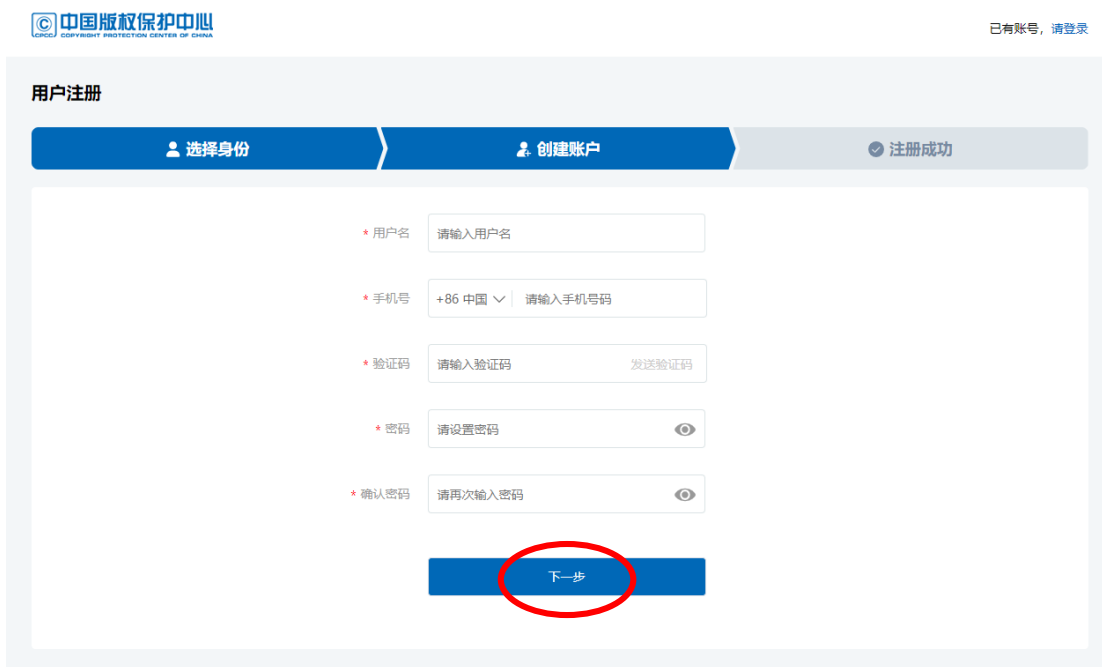 中国版权保护中心
CPCC COPYRIGHT PROTECTION CENTER OF CHINA
已有账号，请登录
用户注册
选择身份
创建账户
注册成功
* 用户名 请输入用户名
* 手机号 +86 中国 请输入手机号码
* 验证码 请输入验证码 发送验证码
* 密码 请设置密码
* 确认密码 请再次输入密码
下一步